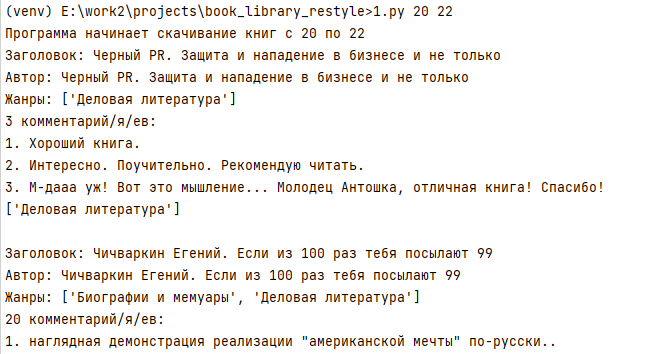 (venv) E:\work2\projects\book_library_restyle>1.py 20 22
Программа начинает скачивание книг с 20 по 22
Заголовок: Черный PR. Защита и нападение в бизнесе и не только
Автор: Черный PR. Защита и нападение в бизнесе и не только
Жанры: ['Деловая литература']
3 комментарий/я/ев:
1. Хороший книга.
2. Интересно. Поучительно. Рекомендую читать.
3. М-дааа уж! Вот это мышление... Молодец Антошка, отличная книга! Спасибо!
['Деловая литература']
Заголовок: Чичваркин Егений. Если из 100 раз тебя посылают 99
Автор: Чичваркин Егений. Если из 100 раз тебя посылают 99
Жанры: ['Биографии и мемуары', 'Деловая литература']
20 комментарий/я/ев:
1. наглядная демонстрация реализации "американской мечты" по-русски..